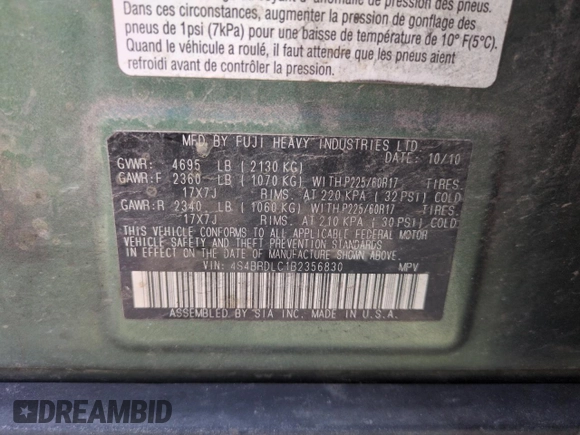 d'anomalie de pression des pneus.
Dans ces circonstances, augmenter la pression de gonflage des
pneus de 1psi (7kPa) pour une baisse de température de 10° F(5°C).
Quand le véhicule a roulé, il faut attendre que les pneus aient
refroidi avant de contrôler la pression.
MFD BY FUJI HEAVY INDUSTRIES LTD.
DATE: 10/10
GVWR: 4695 LB ( 2130 KG)
GAWR:F 2360 LB ( 1070 KG) WITH P225/60R17 TIRES.
17X7J RIMS. AT 220 KPA ( 32 PSI) COLD
GAWR:R 2340 LB ( 1060 KG) WITH P225/60R17 TIRES.
17X7J RIMS. AT 210 KPA ( 30 PSI) COLD
THIS VEHICLE CONFORMS TO ALL APPLICABLE FEDERAL MOTOR
VEHICLE SAFETY AND THEFT PREVENTION STANDARDS
IN EFFECT ON THE DATE OF MANUFACTURE SHOWN ABOVE.
VIN: 4S4BRDLC1B2356830 MPV
ASSEMBLED BY SIA INC. MADE IN U.S.A.
DREAMBID